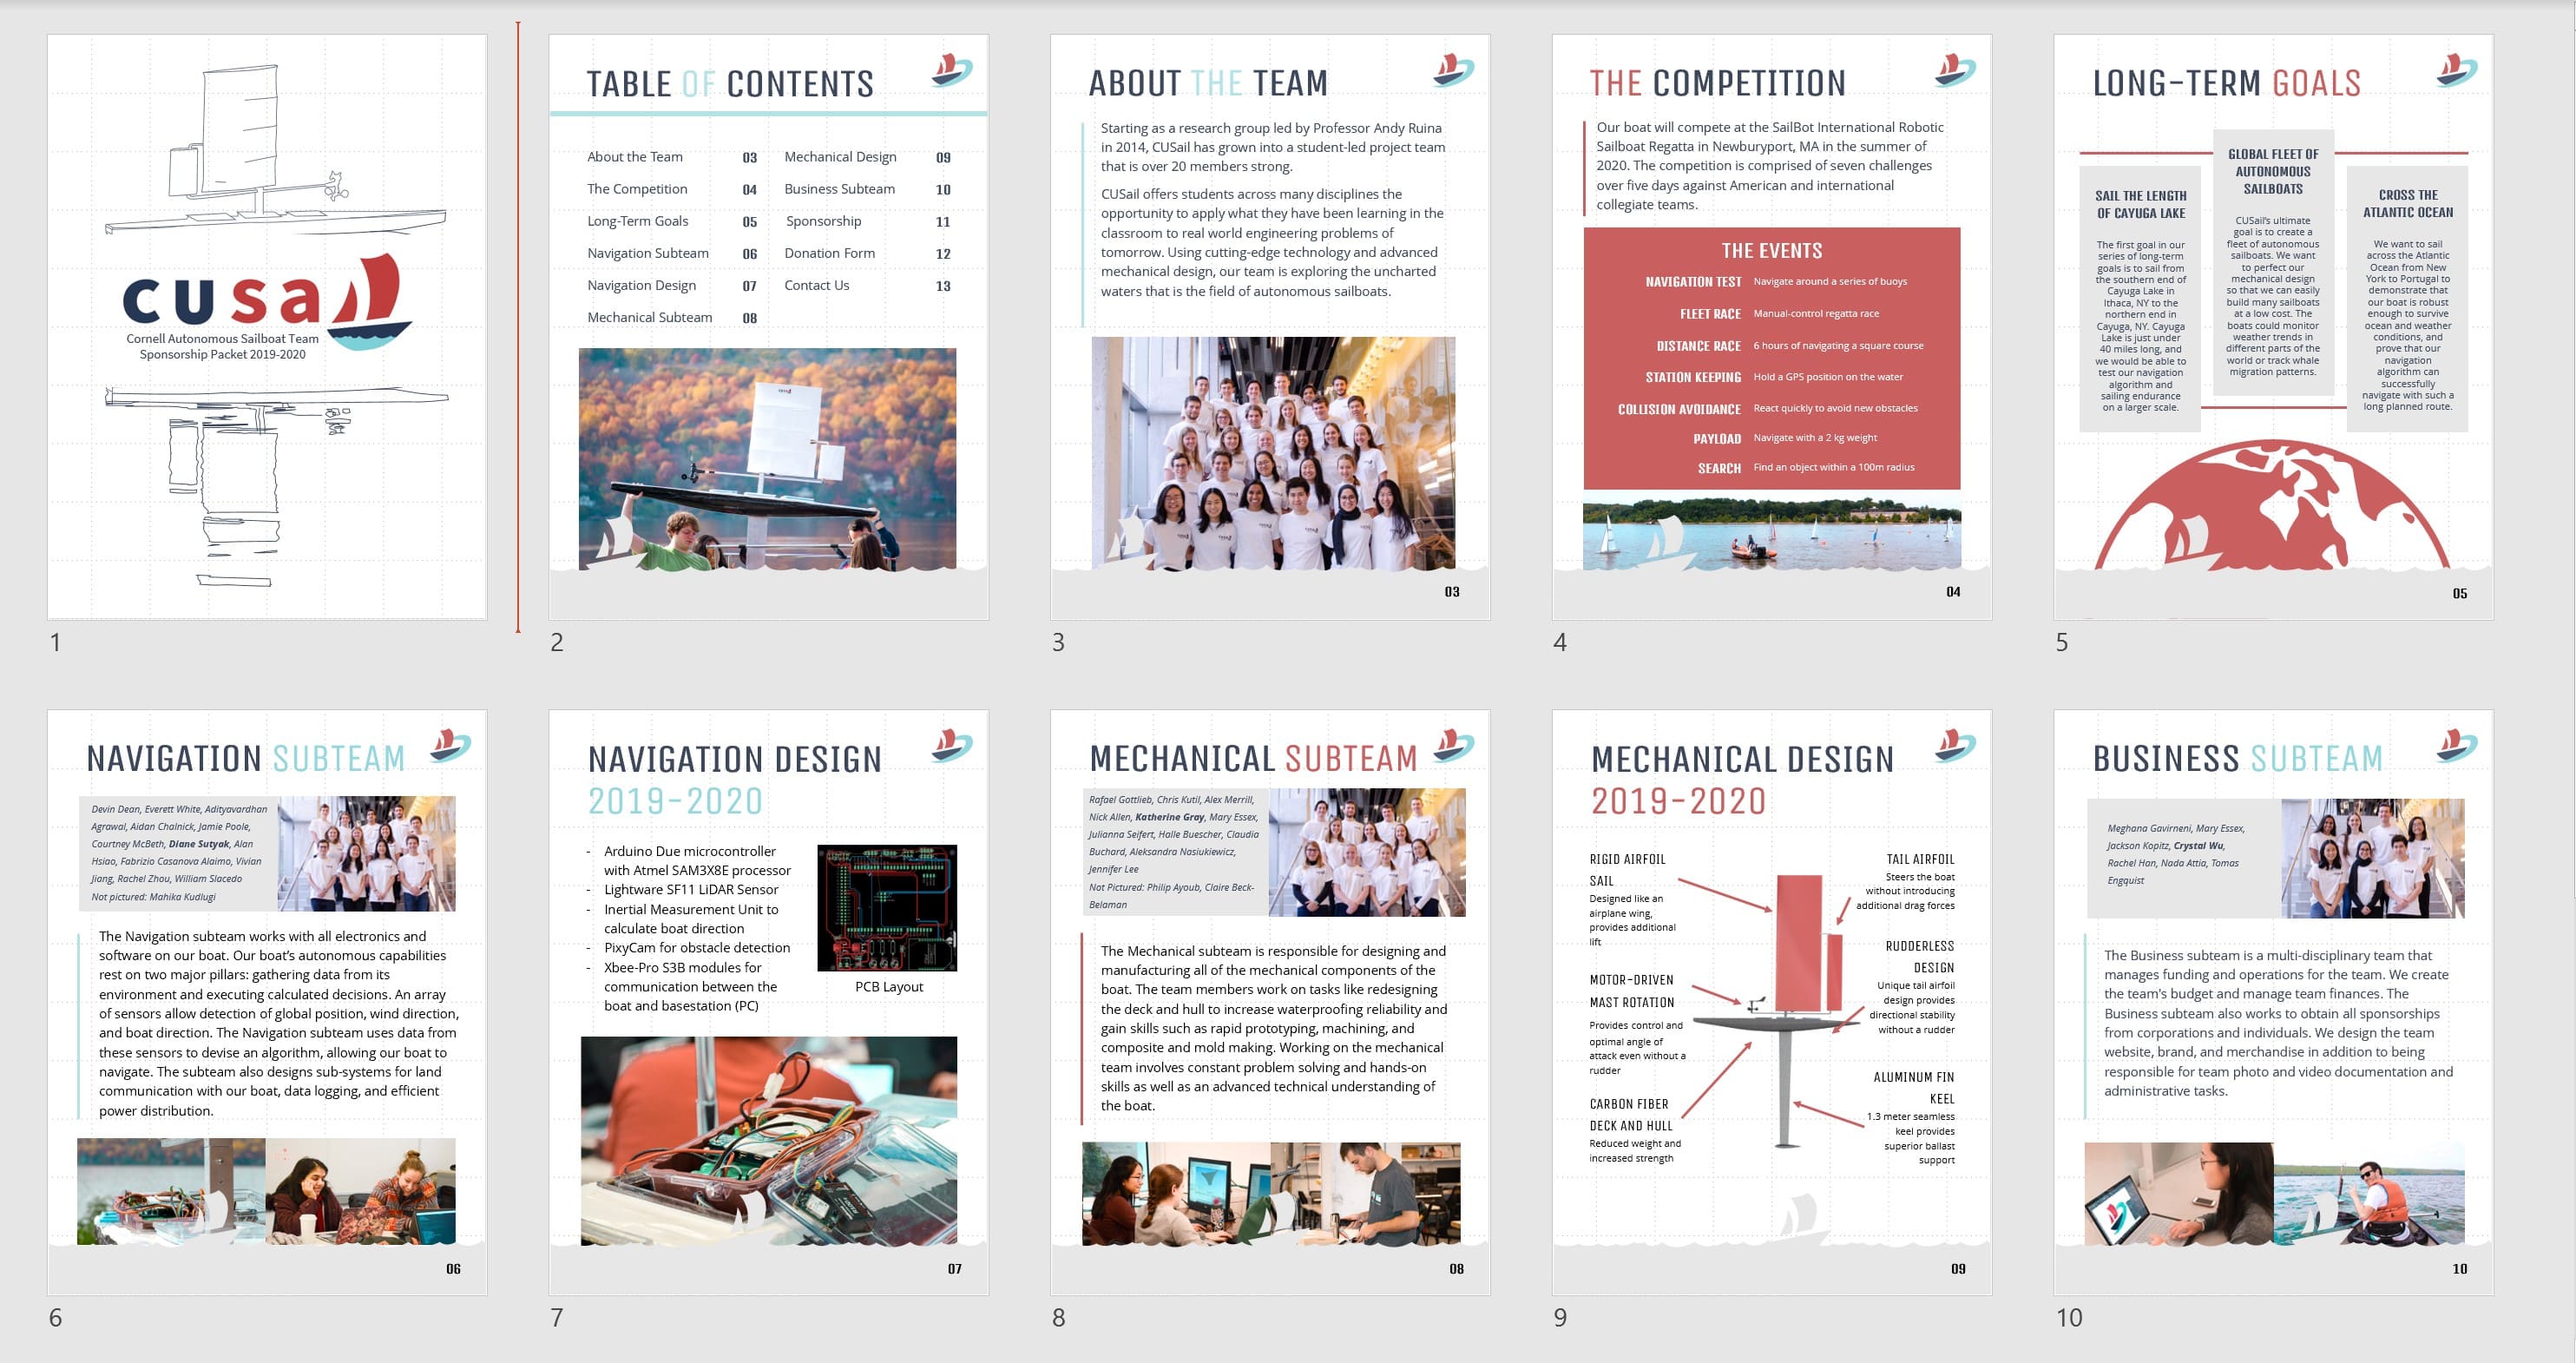 cusa
Cornell Autonomous Sailboat Team
Sponsorship Packet 2019-2020
1
TABLE OF CONTENTS
About the Team 03
The Competition 04
Long-Term Goals 05
Navigation Subteam 06
Navigation Design 07
Mechanical Subteam 08
Mechanical Design 09
Business Subteam 10
Sponsorship 11
Donation Form 12
Contact Us 13
2
ABOUT THE TEAM
Starting as a research group led by Professor Andy Ruina
in 2014, CUSail has grown into a student-led project team
that is over 20 members strong.
CUSail offers students across many disciplines the
opportunity to apply what they have been learning in the
classroom to real world engineering problems of
tomorrow. Using cutting-edge technology and advanced
mechanical design, our team is exploring the uncharted
waters that is the field of autonomous sailboats.
03
3
THE COMPETITION
Our boat will compete at the SailBot International Robotic
Sailboat Regatta in Newburyport, MA in the summer of
2020. The competition is comprised of seven challenges
over five days against American and international
collegiate teams.
THE EVENTS
NAVIGATION TEST Navigate around a series of buoys
FLEET RACE Manual-control regatta race
DISTANCE RACE 6 hours of navigating a square course
STATION KEEPING Hold a GPS position on the water
COLLISION AVOIDANCE React quickly to avoid new obstacles
PAYLOAD Navigate with a 2 kg weight
SEARCH Find an object within a 100m radius
04
4
LONG-TERM GOALS
SAIL THE LENGTH
OF CAYUGA LAKE
The first goal in our
series of long-term
goals is to sail from
the southern end of
Cayuga Lake in
Ithaca, NY to the
northern end in
Cayuga, NY. Cayuga
Lake is just under
40 miles long, and
we would be able to
test our navigation
algorithm and
sailing endurance
on a larger scale.
GLOBAL FLEET OF
AUTONOMOUS
SAILBOATS
CUSail's ultimate
goal is to create a
fleet of autonomous
sailboats. We want
to perfect our
mechanical design
so that we can easily
build many sailboats
at a low cost. The
boats could monitor
weather trends in
different parts of the
world or track whale
migration patterns.
CROSS THE
ATLANTIC OCEAN
We want to sail
across the Atlantic
Ocean from New
York to Portugal to
demonstrate that
our boat is robust
enough to survive
ocean and weather
conditions, and
prove that our
navigation
algorithm can
successfully
navigate with such a
long planned route.
05
5
NAVIGATION SUBTEAM
Devin Dean, Everett White, Adityavardhan
Agrawal, Aidan Chalnick, Jamie Poole,
Courtney McBeth, Diane Sutyak, Alan
Hsiao, Fabrizio Casanova Alaimo, Vivian
Jiang, Rachel Zhou, William Slacedo
Not pictured: Mahika Kudlugi
The Navigation subteam works with all electronics and
software on our boat. Our boat's autonomous capabilities
rest on two major pillars: gathering data from its
environment and executing calculated decisions. An array
of sensors allow detection of global position, wind direction,
and boat direction. The Navigation subteam uses data from
these sensors to devise an algorithm, allowing our boat to
navigate. The subteam also designs sub-systems for land
communication with our boat, data logging, and efficient
power distribution.
06
6
NAVIGATION DESIGN
2019-2020
- Arduino Due microcontroller
with Atmel SAM3X8E processor
- Lightware SF11 LiDAR Sensor
- Inertial Measurement Unit to
calculate boat direction
- PixyCam for obstacle detection
- Xbee-Pro S3B modules for
communication between the
boat and basestation (PC)
PCB Layout
07
7
MECHANICAL SUBTEAM
Rafael Gottlieb, Chris Kutil, Alex Merrill,
Nick Allen, Katherine Gray, Mary Essex,
Julianna Seifert, Halle Buescher, Claudia
Buchard, Aleksandra Nasiukiewicz,
Jennifer Lee
Not Pictured: Philip Ayoub, Claire Beck-
Belaman
The Mechanical subteam is responsible for designing and
manufacturing all of the mechanical components of the
boat. The team members work on tasks like redesigning
the deck and hull to increase waterproofing reliability and
gain skills such as rapid prototyping, machining, and
composite and mold making. Working on the mechanical
team involves constant problem solving and hands-on
skills as well as an advanced technical understanding of
the boat.
08
8
MECHANICAL DESIGN
2019-2020
RIGID AIRFOIL
SAIL
Designed like an
airplane wing,
provides additional
lift
MOTOR-DRIVEN
MAST ROTATION
Provides control and
optimal angle of
attack even without a
rudder
CARBON FIBER
DECK AND HULL
Reduced weight and
increased strength
TAIL AIRFOIL
Steers the boat
without introducing
additional drag forces
RUDDERLESS
DESIGN
Unique tail airfoil
design provides
directional stability
without a rudder
ALUMINUM FIN
KEEL
1.3 meter seamless
keel provides
superior ballast
support
09
9
BUSINESS SUBTEAM
Meghana Gavirneni, Mary Essex,
Jackson Kopitz, Crystal Wu,
Rachel Han, Nada Attia, Tomas
Engquist
The Business subteam is a multi-disciplinary team that
manages funding and operations for the team. We create
the team's budget and manage team finances. The
Business subteam also works to obtain all sponsorships
from corporations and individuals. We design the team
website, brand, and merchandise in addition to being
responsible for team photo and video documentation and
administrative tasks.
10
10